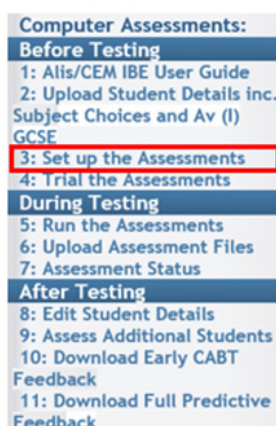 Computer Assessments:
Before Testing
1: Alis/CEM IBE User Guide
2: Upload Student Details inc.
Subject Choices and Av (I)
GCSE
3: Set up the Assessments
4: Trial the Assessments
During Testing
5: Run the Assessments
6: Upload Assessment Files
7: Assessment Status
After Testing
8: Edit Student Details
9: Assess Additional Students
10: Download Early CABT
Feedback
11: Download Full Predictive
Feedback